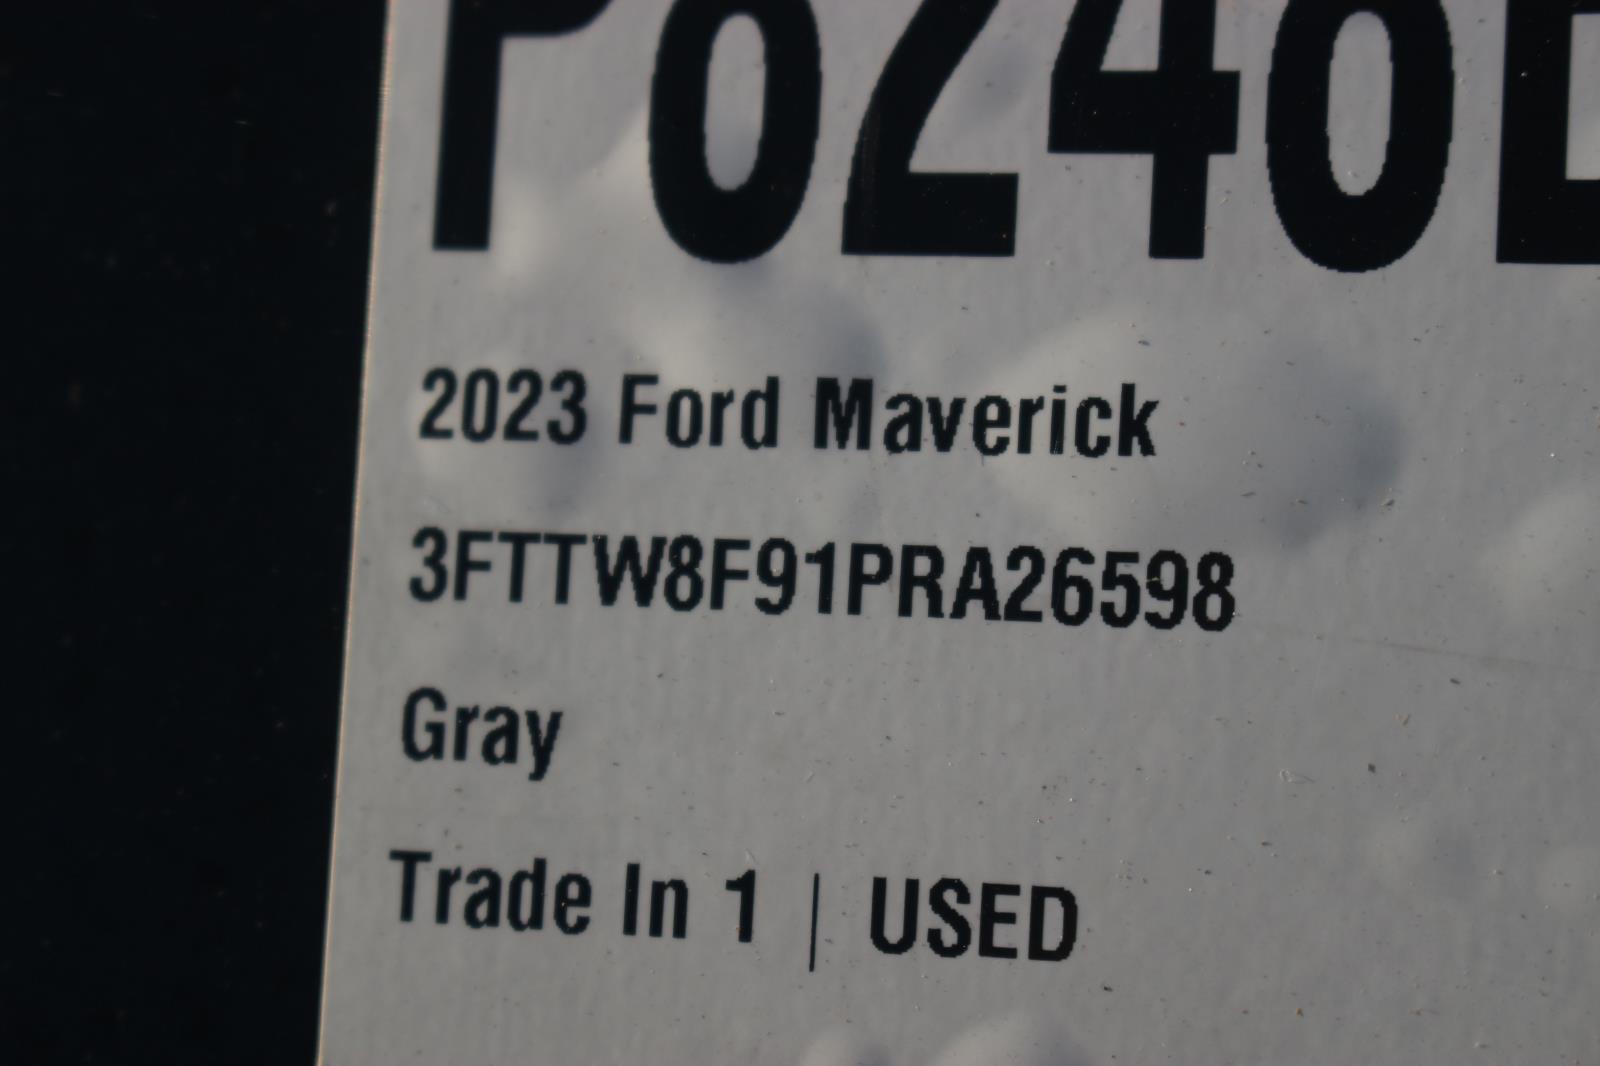 2023 Ford Maverick
3FTTW8F91PRA26598
Gray
Trade In 1 | USED